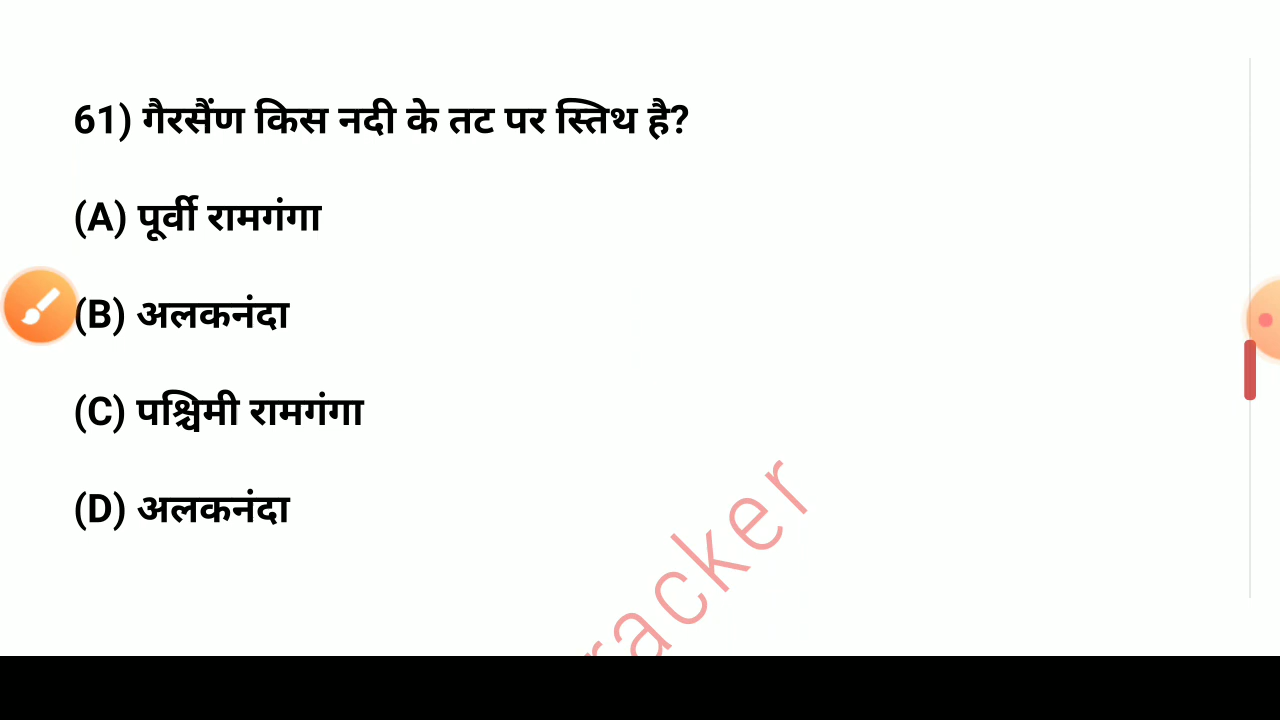 61) गैरसैंण किस नदी के तट पर स्तिथ है?
(A) पूर्वी रामगंगा
(B) अलकनंदा
(C) पश्चिमी रामगंगा
(D) अलकनंदा
racker